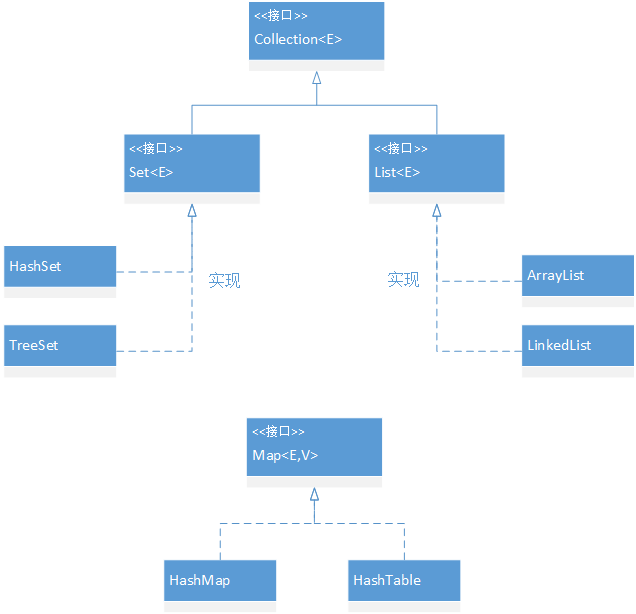 <<接口>>
Collection<E>
<<接口>>
Set<E>
<<接口>>
List<E>
HashSet
实现
实现
ArrayList
TreeSet
LinkedList
<<接口>>
Map<E,V>
HashMap
HashTable